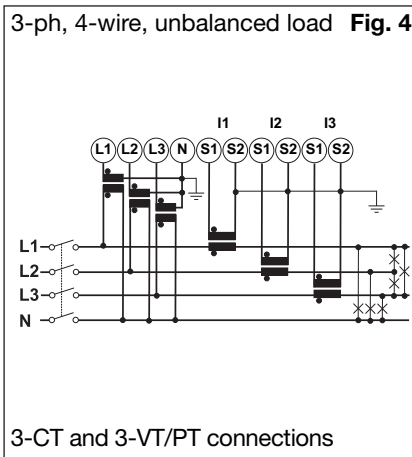 3-ph, 4-wire, unbalanced load Fig. 4
I1 I2 I3
L1 L2 L3 N S1 S2 S1 S2 S1 S2
L1
L2
L3
N
3-CT and 3-VT/PT connections